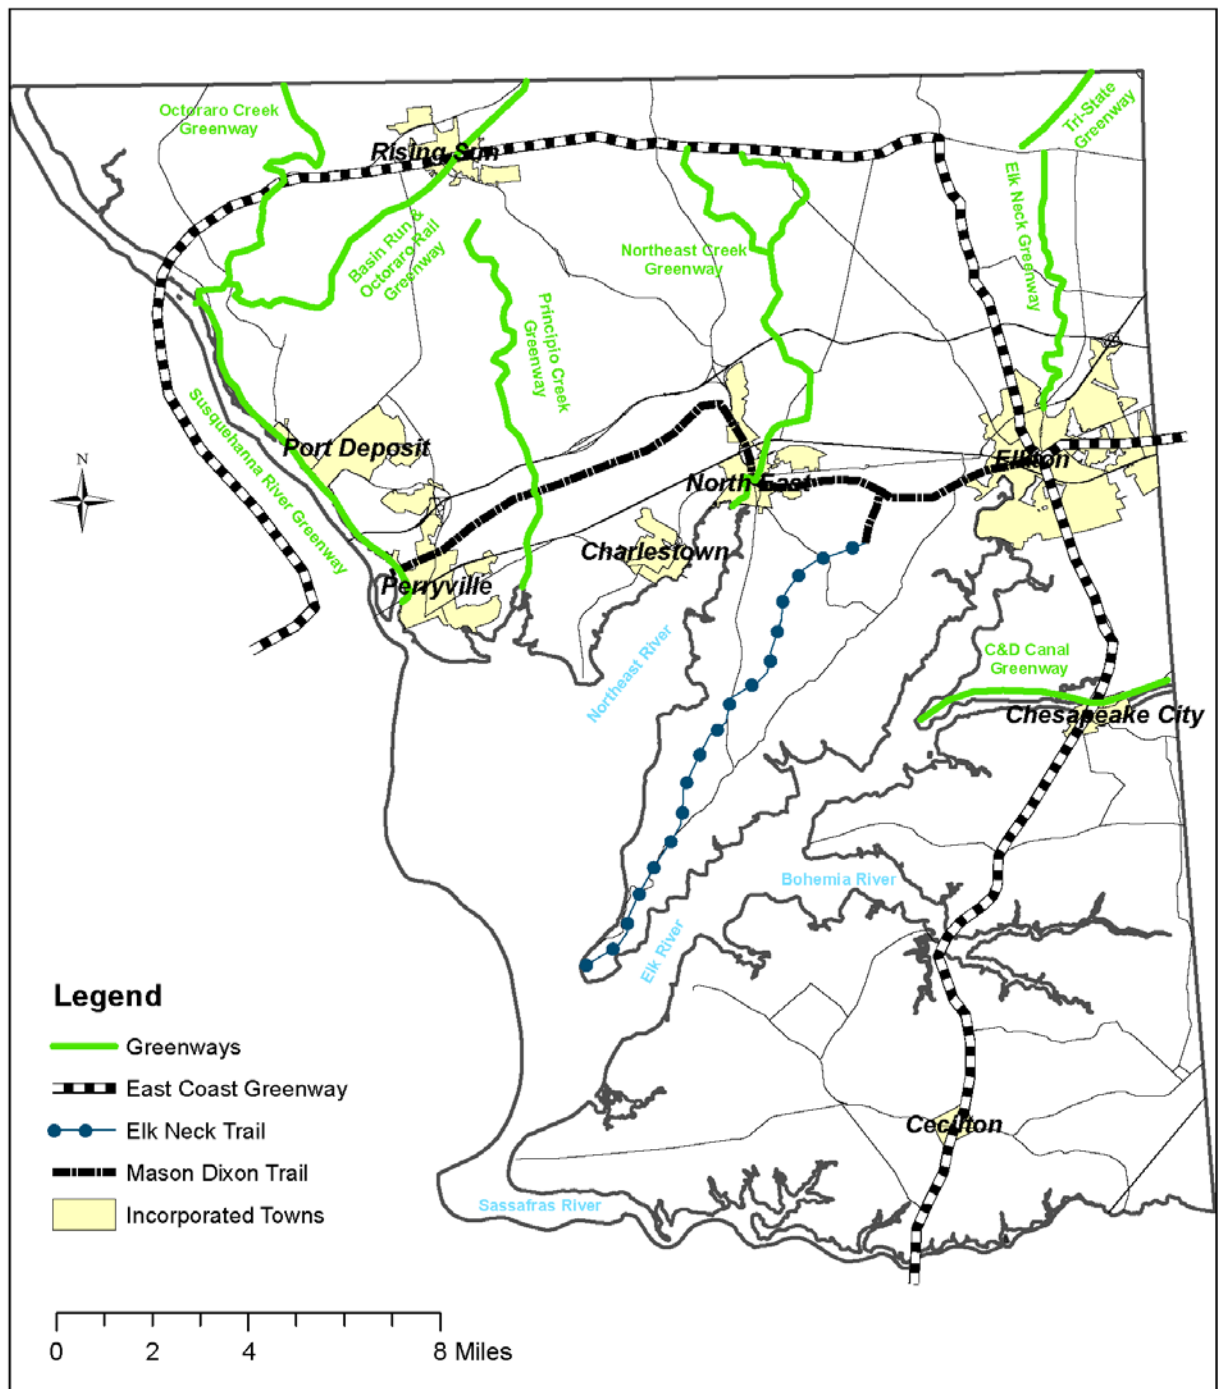 Octoraro Creek
Greenway
Tri-State
Greenway
Rising Sun
Elk Neck Greenway
Basin Run &
Octoraro Rail
Greenway
Northeast Creek
Greenway
Principio Creek
Greenway
Susquehanna River Greenway
Port Deposit
N
Elkton
North East
Charlestown
Perryville
Northeast River
C&D Canal
Greenway
Chesapeake City
Bohemia River
Elk River
Legend
Greenways
East Coast Greenway
Elk Neck Trail
Mason Dixon Trail
Incorporated Towns
Cecilton
Sassafras River
0 2 4 8 Miles